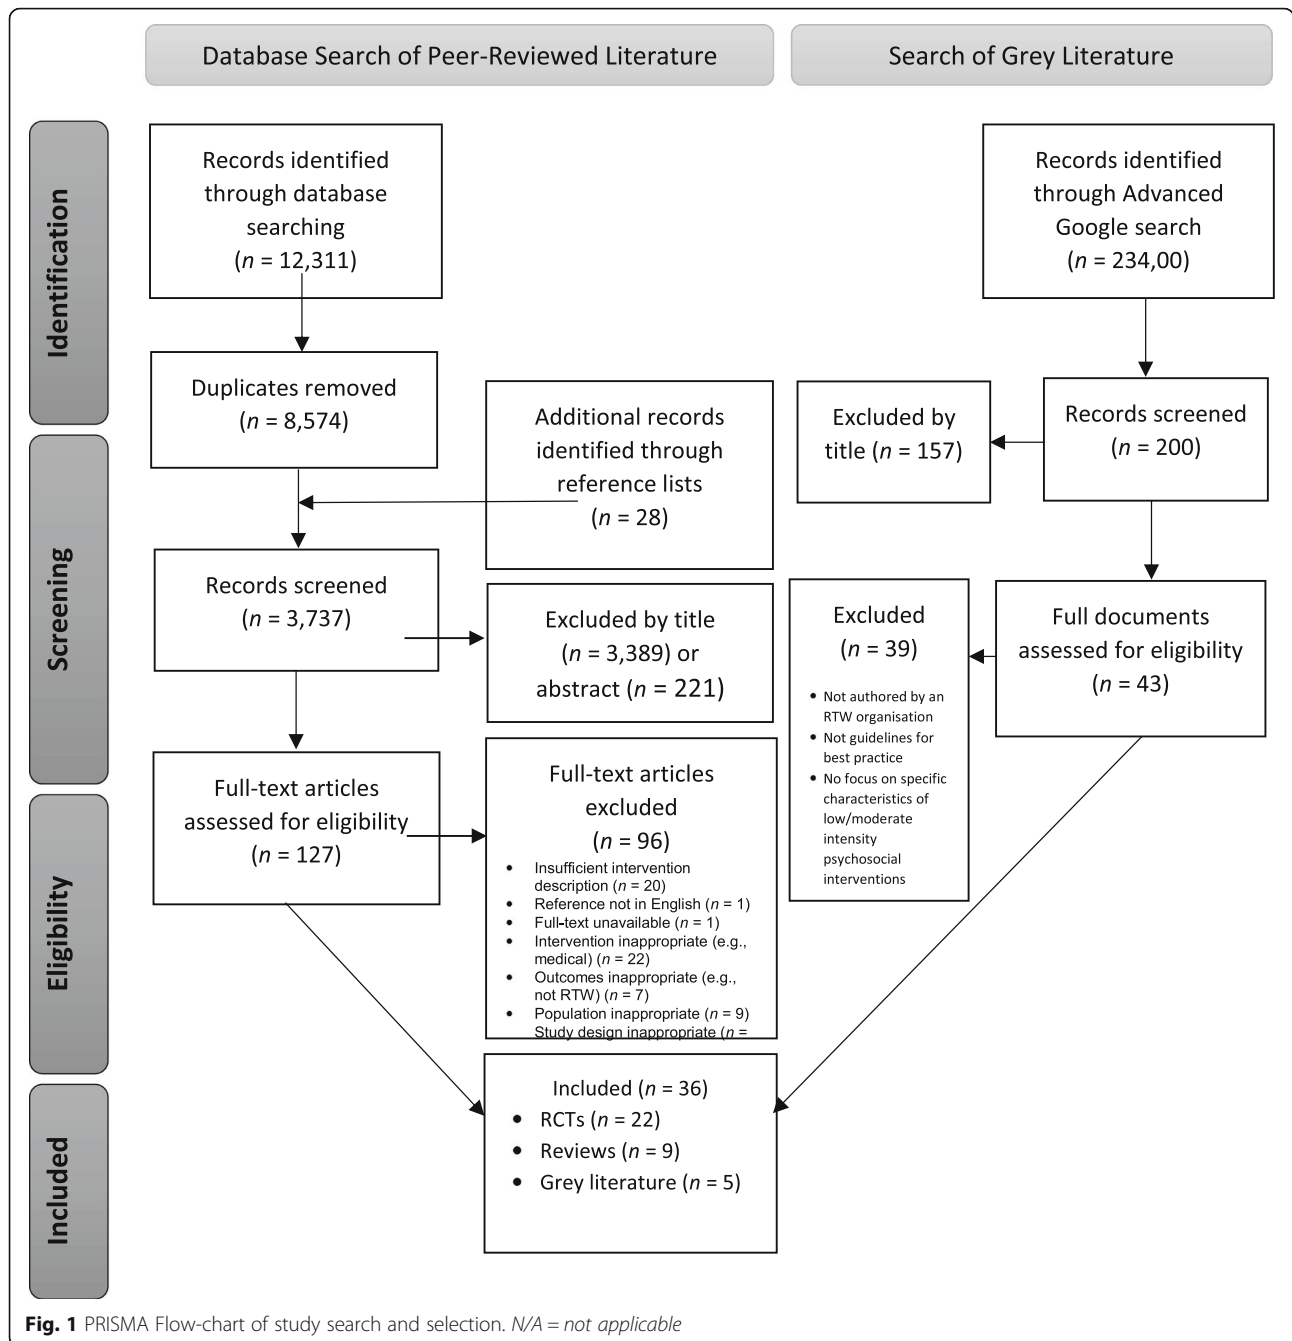 Database Search of Peer-Reviewed Literature
Search of Grey Literature
Identification
Screening
Eligibility
Included
Records identified
through database
searching
(n = 12,311)
Duplicates removed
(n = 8,574)
Additional records
identified through
reference lists
(n = 28)
Records screened
(n = 3,737)
Excluded by title
(n = 3,389) or
abstract (n = 221)
Full-text articles
assessed for eligibility
(n = 127)
Full-text articles
excluded
(n = 96)
• Insufficient intervention
description (n = 20)
• Reference not in English (n = 1)
• Full-text unavailable (n = 1)
• Intervention inappropriate (e.g.,
medical) (n = 22)
• Outcomes inappropriate (e.g.,
not RTW) (n = 7)
• Population inappropriate (n = 9)
Study design inappropriate (n =
Records identified
through Advanced
Google search
(n = 234,00)
Records screened
(n = 200)
Excluded by
title (n = 157)
Full documents
assessed for eligibility
(n = 43)
Excluded
(n = 39)
• Not authored by an
RTW organisation
• Not guidelines for
best practice
• No focus on specific
characteristics of
low/moderate
intensity
psychosocial
interventions
Included (n = 36)
• RCTs (n = 22)
• Reviews (n = 9)
• Grey literature (n = 5)
Fig. 1 PRISMA Flow-chart of study search and selection. N/A = not applicable